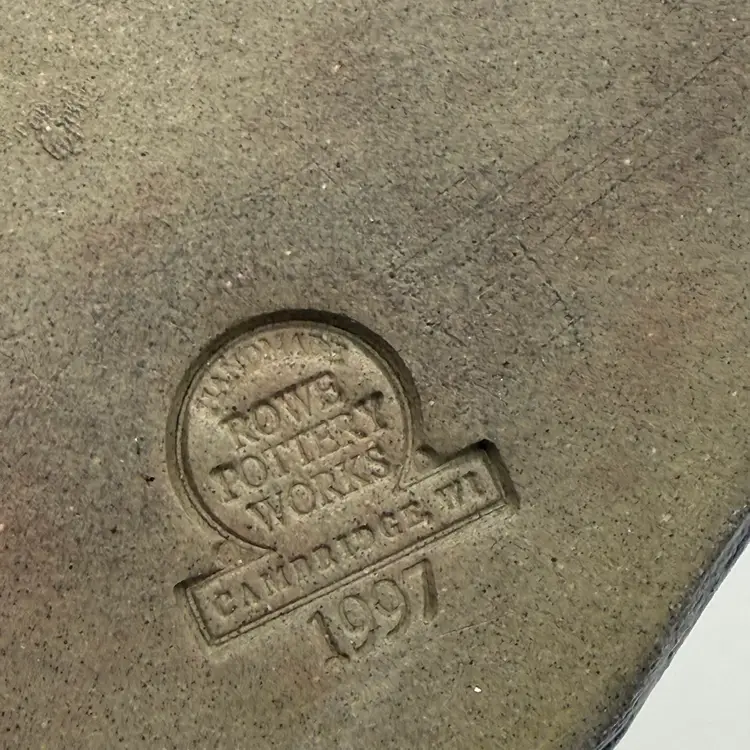 HANDMADE
ROWE
POTTERY
WORKS
CAMBRIDGE, WI
1997